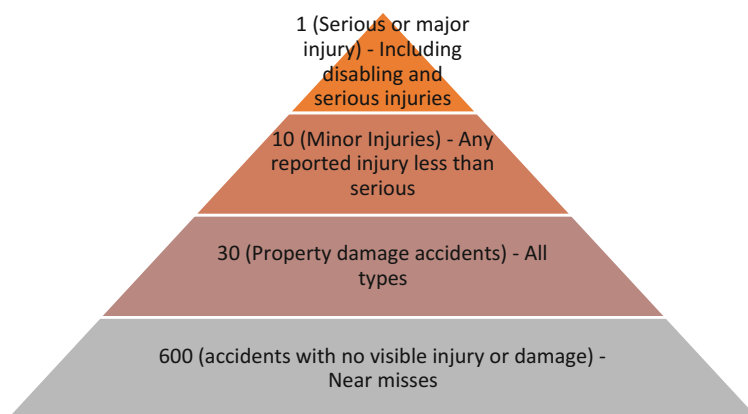 1 (Serious or major
injury) - Including
disabling and
serious injuries
10 (Minor Injuries) - Any
reported injury less than
serious
30 (Property damage accidents) - All
types
600 (accidents with no visible injury or damage) -
Near misses